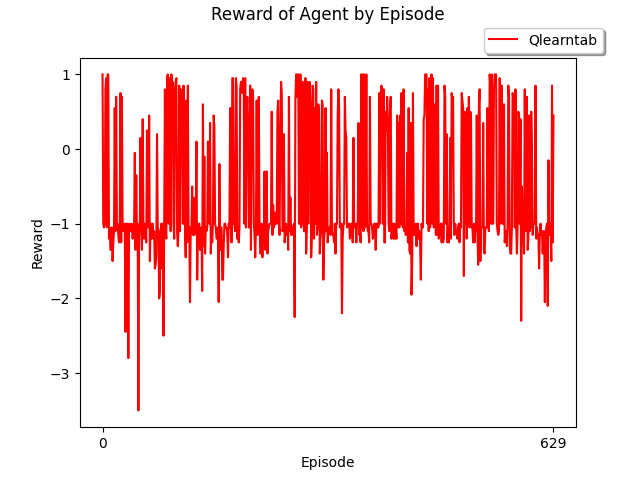 Reward of Agent by Episode
Qlearntab
1
0
−1
−2
−3
Reward
0 629
Episode